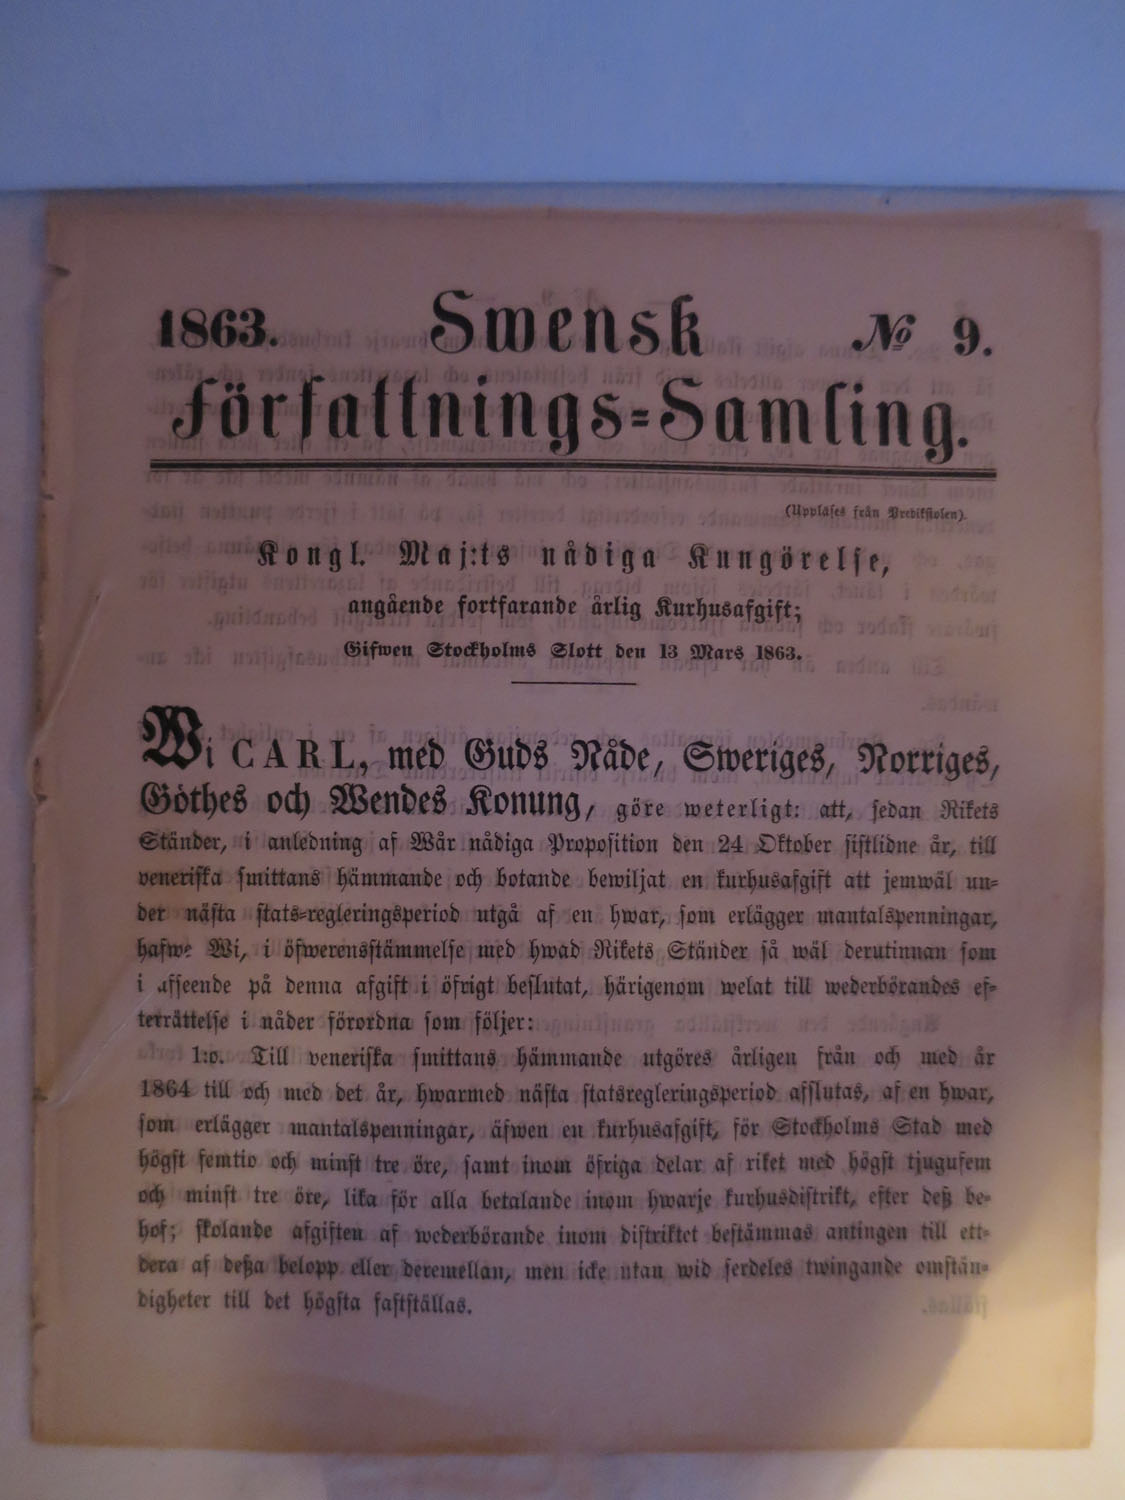 1863. Swensk № 9.
Författnings=Samling.
(Uppläses från Predikstolen).
Kongl. Maj:ts nådiga Kungörelse,
angående fortfarande årlig Kurhusafgift;
Gifwen Stockholms Slott den 13 Mars 1863.
Wi CARL, med Guds Nåde, Sweriges, Norriges,
Göthes och Wendes Konung, göre weterligt: att, sedan Rikets
Ständer, i anledning af Wår nådiga Proposition den 24 Oktober sistlidne år, till
veneriska smittans hämmande och botande bewiljat en kurhusafgift att jemwäl un=
der nästa stats=regleringsperiod utgå af en hwar, som erlägger mantalspenningar,
hafwe Wi, i öfwerensstämmelse med hwad Rikets Ständer så wäl derutinnan som
i afseende på denna afgift i öfrigt beslutat, härigenom welat till wederbörandes ef=
terrättelse i nåder förordna som följer:
1:o. Till veneriska smittans hämmande utgöres årligen från och med år
1864 till och med det år, hwarmed nästa statsregleringsperiod afslutas, af en hwar,
som erlägger mantalspenningar, äfwen en kurhusafgift, för Stockholms Stad med
högst femtio och minst tre öre, samt inom öfriga delar af riket med högst tjugufem
och minst tre öre, lika för alla betalande inom hwarje kurhusdistrikt, efter deß be=
hof; skolande afgiften af wederbörande inom distriktet bestämmas antingen till ett=
dera af deßa belopp eller deremellan, men icke utan wid serdeles twingande omstän=
digheter till det högsta fastställas.